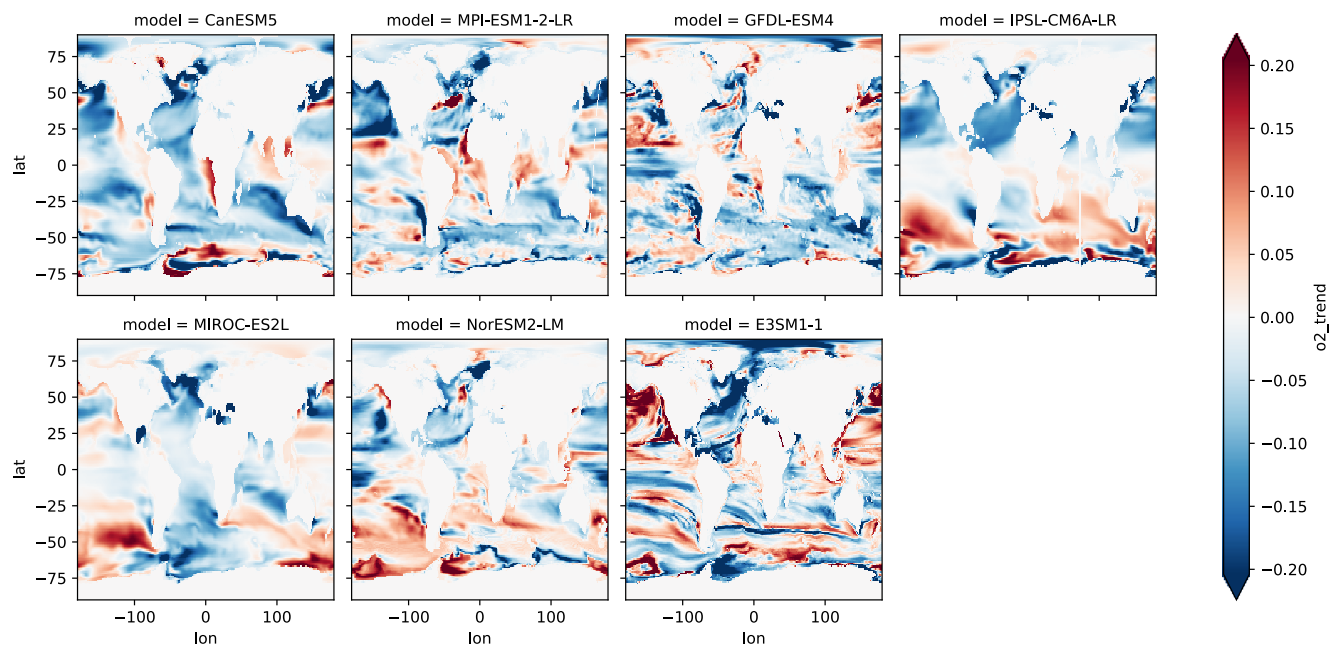 model = CanESM5
model = MPI-ESM1-2-LR
model = GFDL-ESM4
model = IPSL-CM6A-LR
75
50
25
0
−25
−50
−75
lat
model = MIROC-ES2L
model = NorESM2-LM
model = E3SM1-1
75
50
25
0
−25
−50
−75
lat
−100 0 100
lon
−100 0 100
lon
−100 0 100
lon
0.20
0.15
0.10
0.05
0.00
−0.05
−0.10
−0.15
−0.20
o2_trend